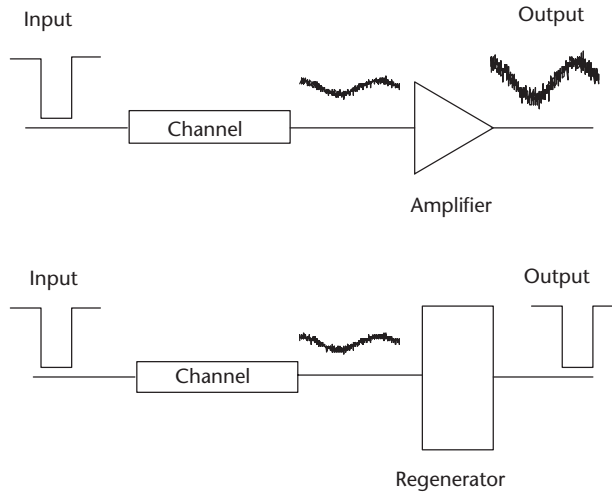 Input
Output
Channel
Amplifier
Input
Output
Channel
Regenerator